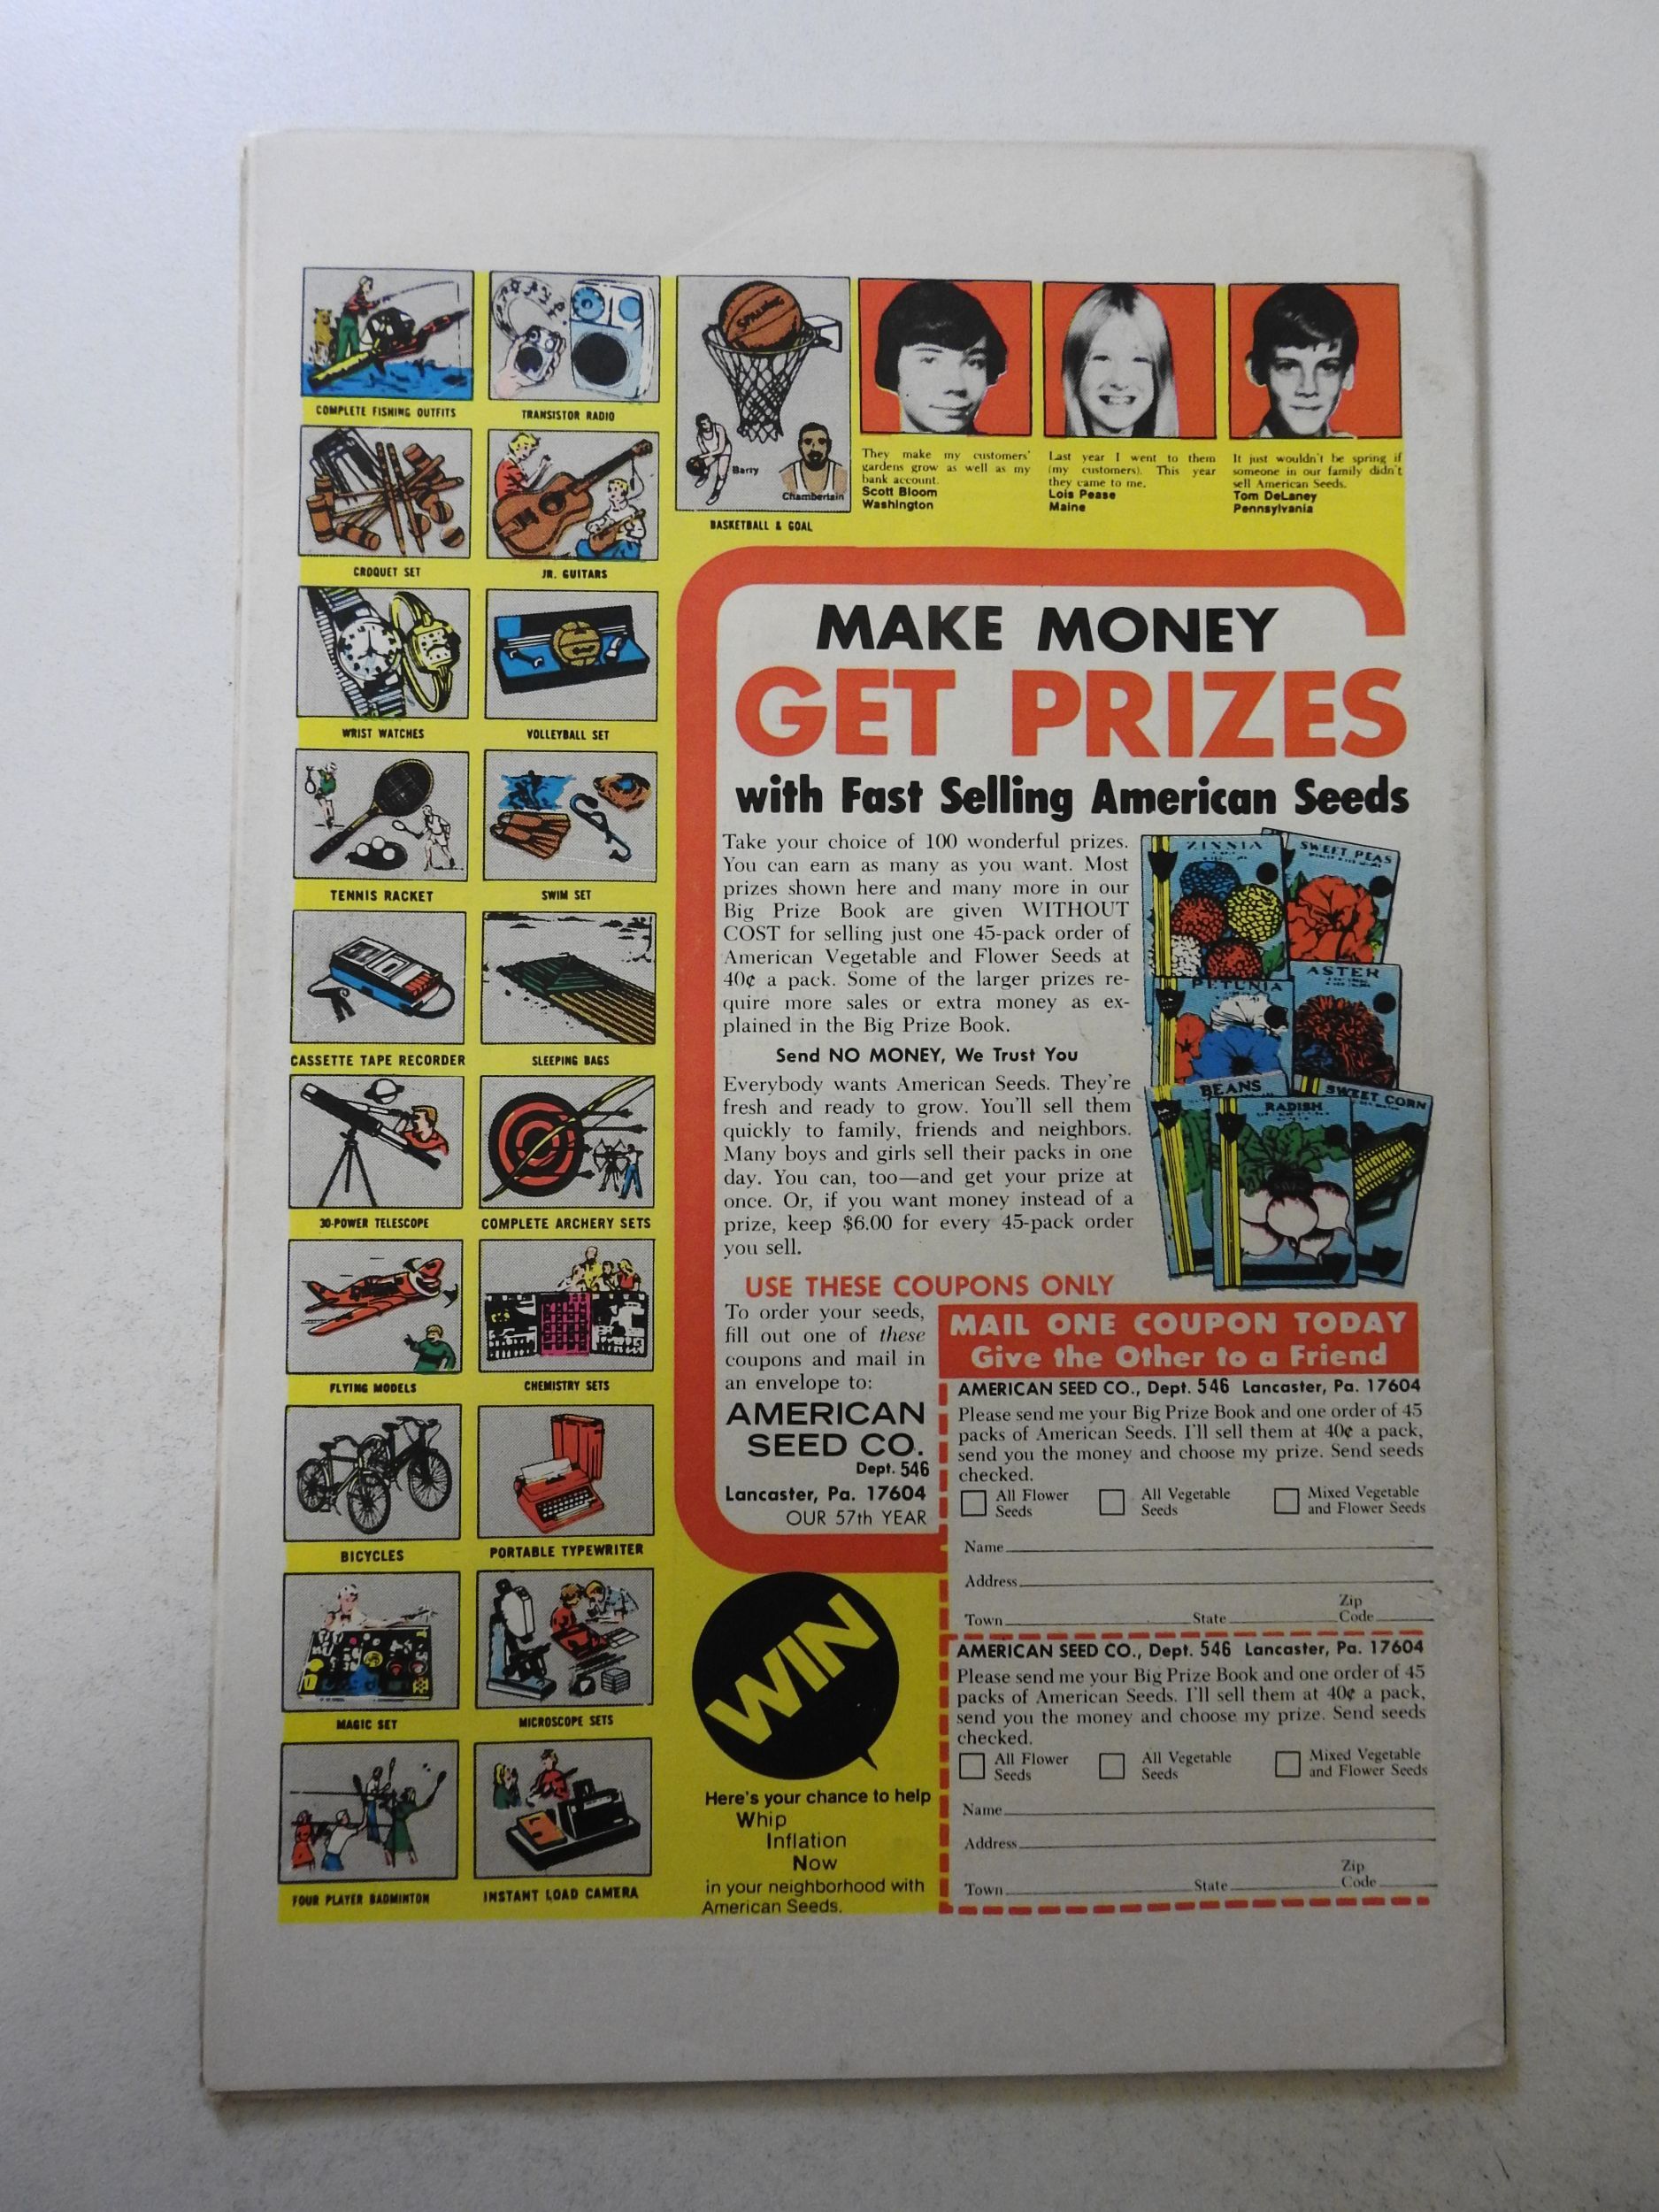 COMPLETE FISHING OUTFITS
TRANSISTOR RADIO
CROQUET SET
JR. GUITARS
WRIST WATCHES
VOLLEYBALL SET
TENNIS RACKET
SWIM SET
CASSETTE TAPE RECORDER
SLEEPING BAGS
30-POWER TELESCOPE
COMPLETE ARCHERY SETS
FLYING MODELS
CHEMISTRY SETS
BICYCLES
PORTABLE TYPEWRITER
MAGIC SET
MICROSCOPE SETS
FOUR PLAYER BADMINTON
INSTANT LOAD CAMERA
SPALDING
Barry
Chamberlain
BASKETBALL & GOAL
They make my customers'
gardens grow as well as my
bank account.
Scott Bloom
Washington
Last year I went to them
(my customers). This year
they came to me.
Lois Pease
Maine
It just wouldn't be spring if
someone in our family didn't
sell American Seeds.
Tom DeLaney
Pennsylvania
MAKE MONEY
GET PRIZES
with Fast Selling American Seeds
Take your choice of 100 wonderful prizes.
You can earn as many as you want. Most
prizes shown here and many more in our
Big Prize Book are given WITHOUT
COST for selling just one 45-pack order of
American Vegetable and Flower Seeds at
40¢ a pack. Some of the larger prizes re-
quire more sales or extra money as ex-
plained in the Big Prize Book.
Send NO MONEY, We Trust You
Everybody wants American Seeds. They're
fresh and ready to grow. You'll sell them
quickly to family, friends and neighbors.
Many boys and girls sell their packs in one
day. You can, too—and get your prize at
once. Or, if you want money instead of a
prize, keep $6.00 for every 45-pack order
you sell.
ZINNIA
SWEET PEAS
PETUNIA
ASTER
BEANS
RADISH
SWEET CORN
USE THESE COUPONS ONLY
To order your seeds,
fill out one of these
coupons and mail in
an envelope to:
AMERICAN
SEED CO.
Dept. 546
Lancaster, Pa. 17604
OUR 57th YEAR
WIN
Here's your chance to help
Whip
Inflation
Now
in your neighborhood with
American Seeds.
MAIL ONE COUPON TODAY
Give the Other to a Friend
AMERICAN SEED CO., Dept. 546 Lancaster, Pa. 17604
Please send me your Big Prize Book and one order of 45
packs of American Seeds. I'll sell them at 40¢ a pack,
send you the money and choose my prize. Send seeds
checked.
All Flower Seeds
All Vegetable Seeds
Mixed Vegetable and Flower Seeds
Name
Address
Town State Zip Code
AMERICAN SEED CO., Dept. 546 Lancaster, Pa. 17604
Please send me your Big Prize Book and one order of 45
packs of American Seeds. I'll sell them at 40¢ a pack,
send you the money and choose my prize. Send seeds
checked.
All Flower Seeds
All Vegetable Seeds
Mixed Vegetable and Flower Seeds
Name
Address
Town State Zip Code